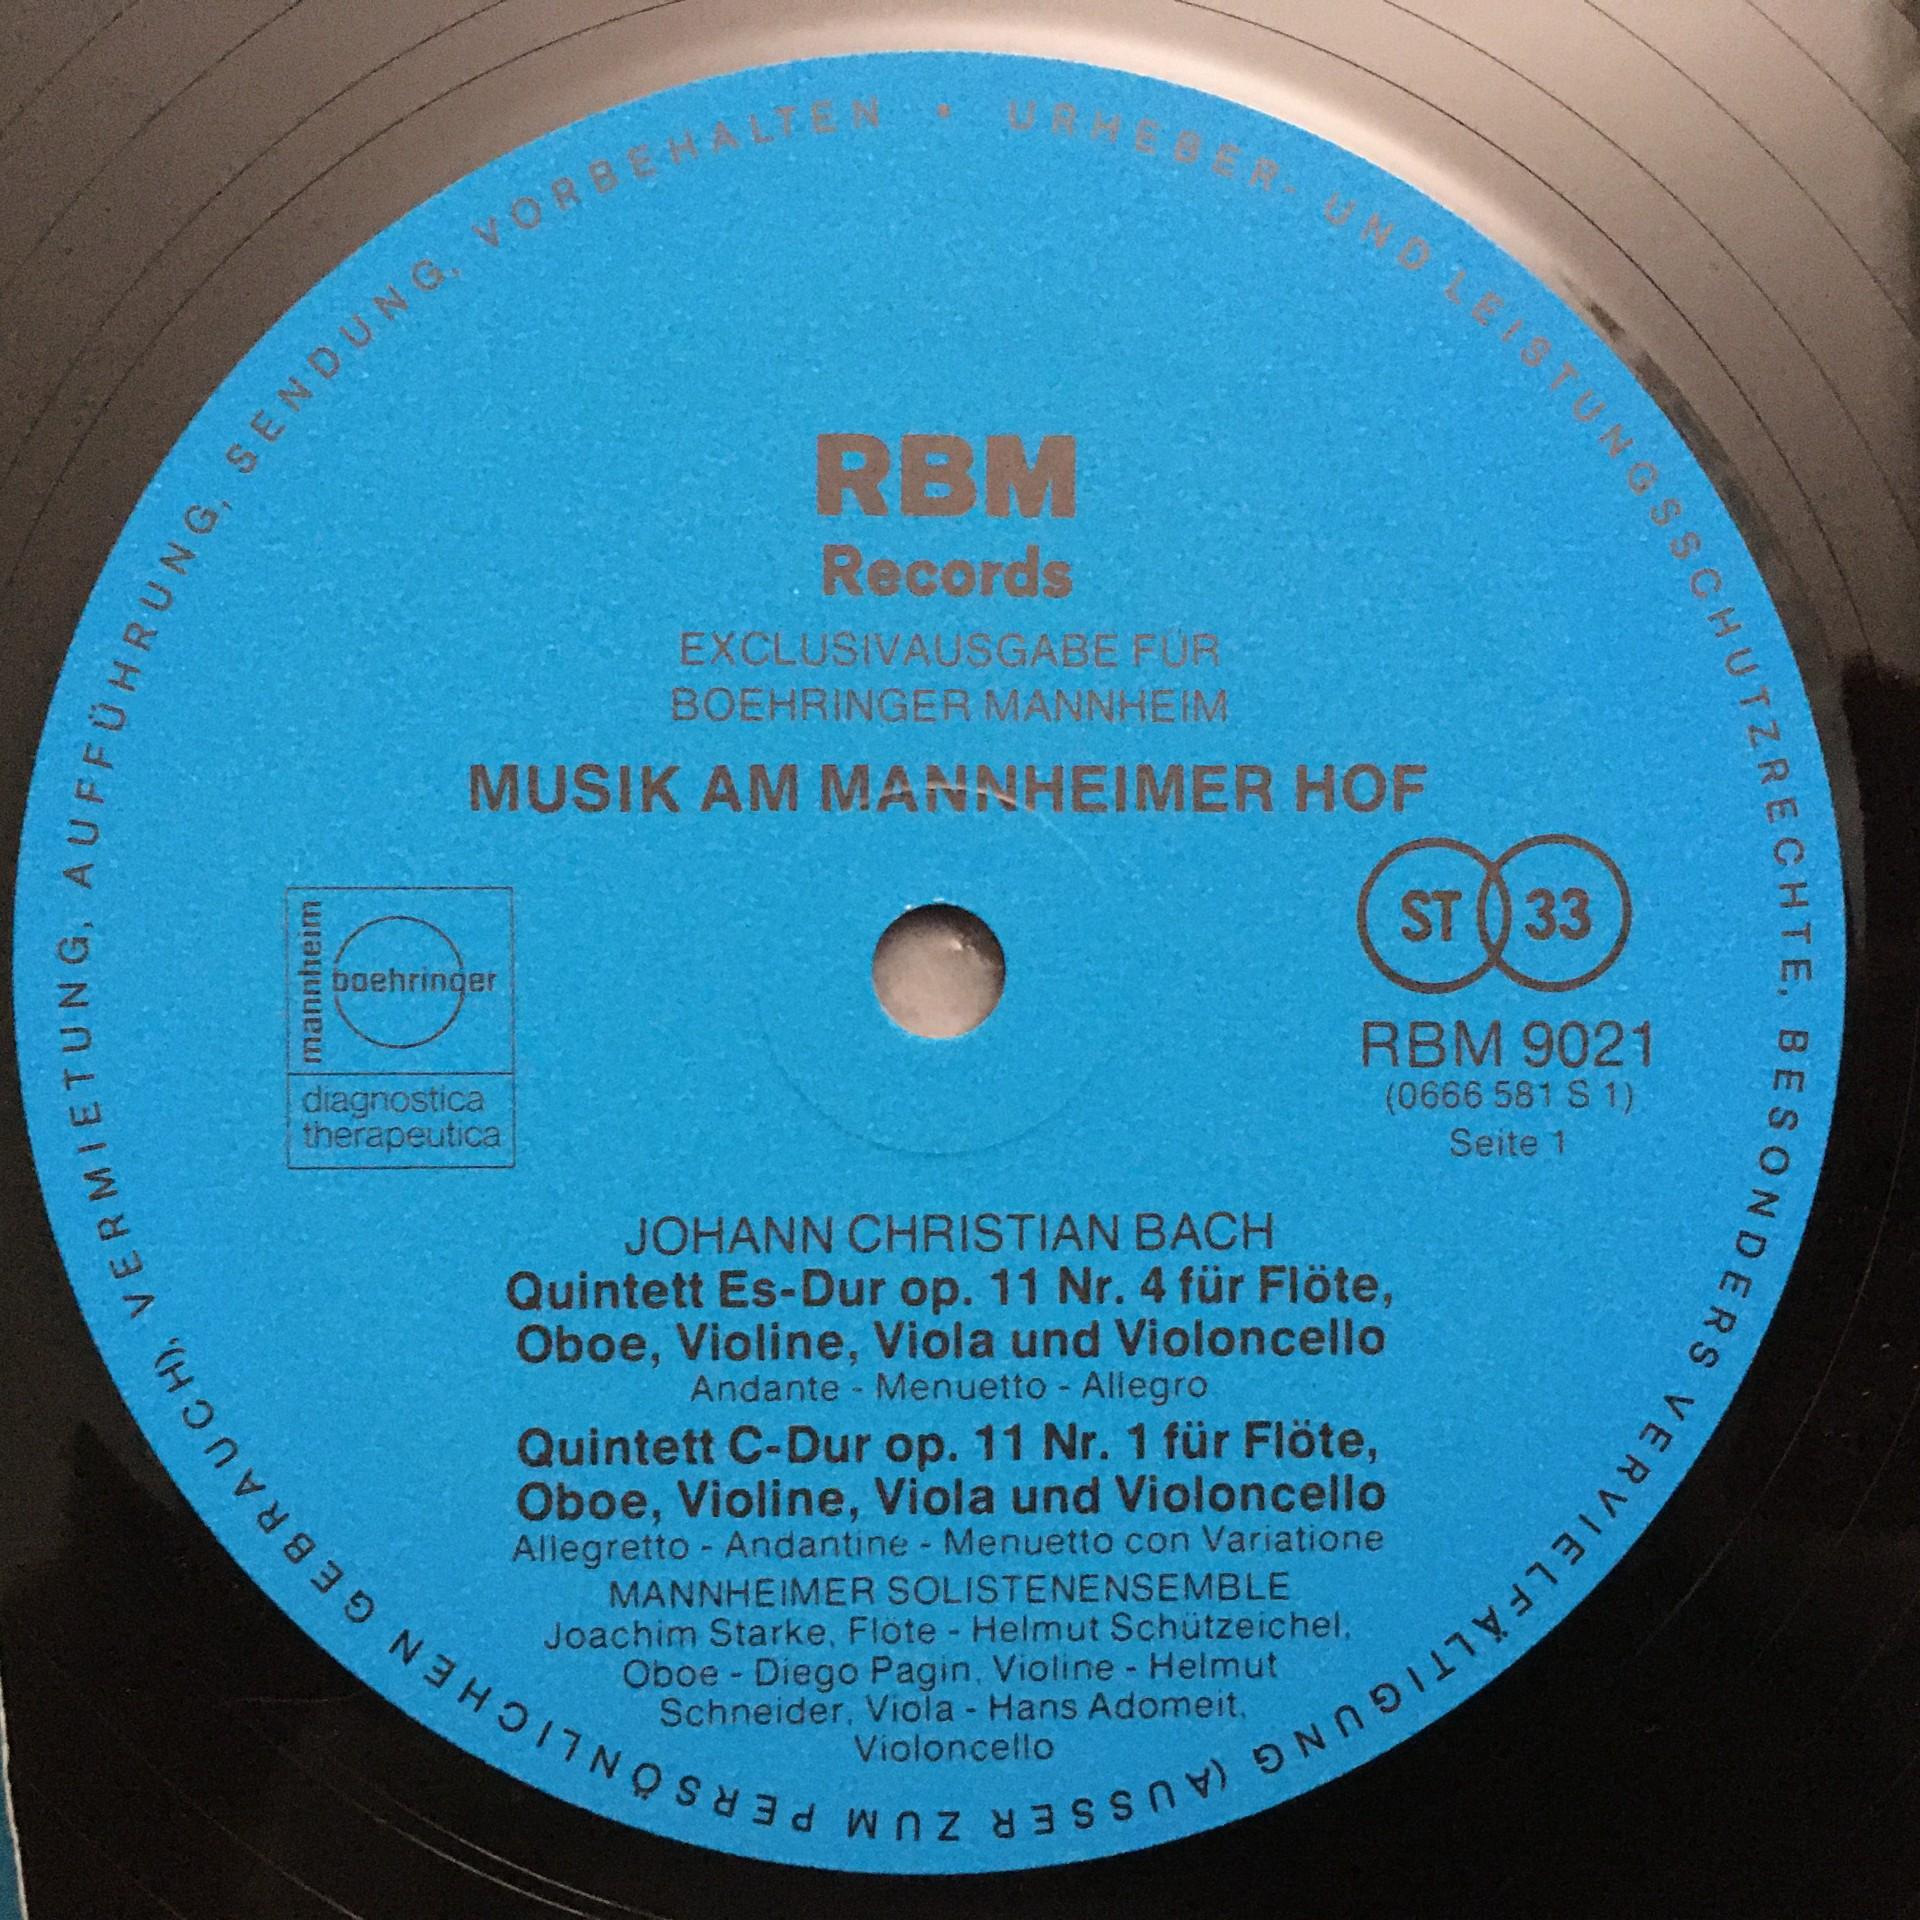 URHEBER- UND LEISTUNGSSCHUTZRECHTE, BESONDERS VERVIELFÄLTIGUNG (AUSSER ZUM PERSÖNLICHEN GEBRAUCH), VERMIETUNG, AUFFÜHRUNG, SENDUNG, VORBEHALTEN •
RBM
Records
EXCLUSIVAUSGABE FÜR
BOEHRINGER MANNHEIM
MUSIK AM MANNHEIMER HOF
mannheim
boehringer
diagnostica
therapeutica
ST 33
RBM 9021
(0666 581 S 1)
Seite 1
JOHANN CHRISTIAN BACH
Quintett Es-Dur op. 11 Nr. 4 für Flöte,
Oboe, Violine, Viola und Violoncello
Andante - Menuetto - Allegro
Quintett C-Dur op. 11 Nr. 1 für Flöte,
Oboe, Violine, Viola und Violoncello
Allegretto - Andantine - Menuetto con Variatione
MANNHEIMER SOLISTENENSEMBLE
Joachim Starke, Flöte - Helmut Schützeichel,
Oboe - Diego Pagin, Violine - Helmut
Schneider, Viola - Hans Adomeit,
Violoncello